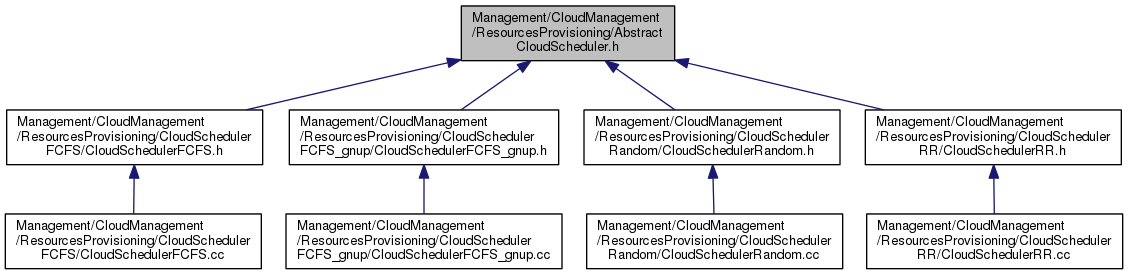 Management/CloudManagement
/ResourcesProvisioning/Abstract
CloudScheduler.h
Management/CloudManagement
/ResourcesProvisioning/CloudScheduler
FCFS/CloudSchedulerFCFS.h
Management/CloudManagement
/ResourcesProvisioning/CloudScheduler
FCFS_gnup/CloudSchedulerFCFS_gnup.h
Management/CloudManagement
/ResourcesProvisioning/CloudScheduler
Random/CloudSchedulerRandom.h
Management/CloudManagement
/ResourcesProvisioning/CloudScheduler
RR/CloudSchedulerRR.h
Management/CloudManagement
/ResourcesProvisioning/CloudScheduler
FCFS/CloudSchedulerFCFS.cc
Management/CloudManagement
/ResourcesProvisioning/CloudScheduler
FCFS_gnup/CloudSchedulerFCFS_gnup.cc
Management/CloudManagement
/ResourcesProvisioning/CloudScheduler
Random/CloudSchedulerRandom.cc
Management/CloudManagement
/ResourcesProvisioning/CloudScheduler
RR/CloudSchedulerRR.cc